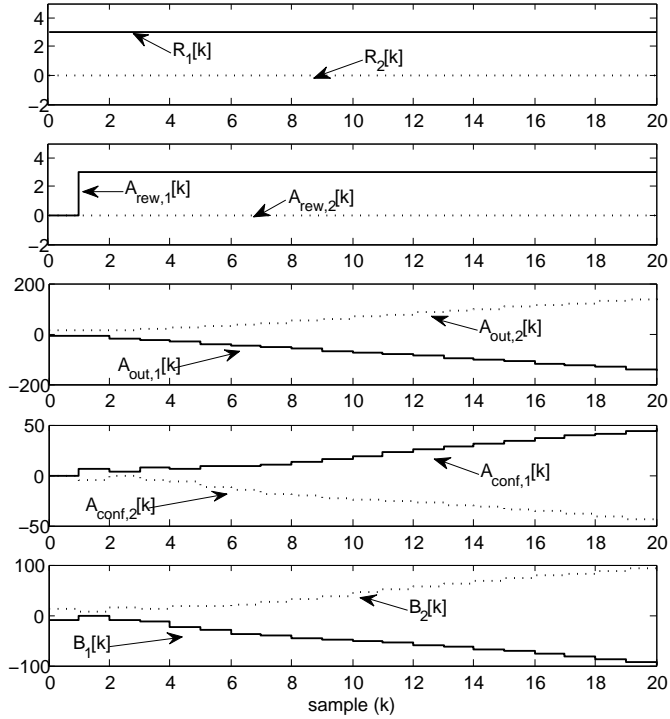 4
2
0
−2
R1[k]
R2[k]
0 2 4 6 8 10 12 14 16 18 20
4
2
0
−2
Arew,1[k]
Arew,2[k]
0 2 4 6 8 10 12 14 16 18 20
200
0
−200
Aout,2[k]
Aout,1[k]
0 2 4 6 8 10 12 14 16 18 20
50
0
−50
Aconf,1[k]
Aconf,2[k]
0 2 4 6 8 10 12 14 16 18 20
100
0
−100
B2[k]
B1[k]
0 2 4 6 8 10 12 14 16 18 20
sample (k)